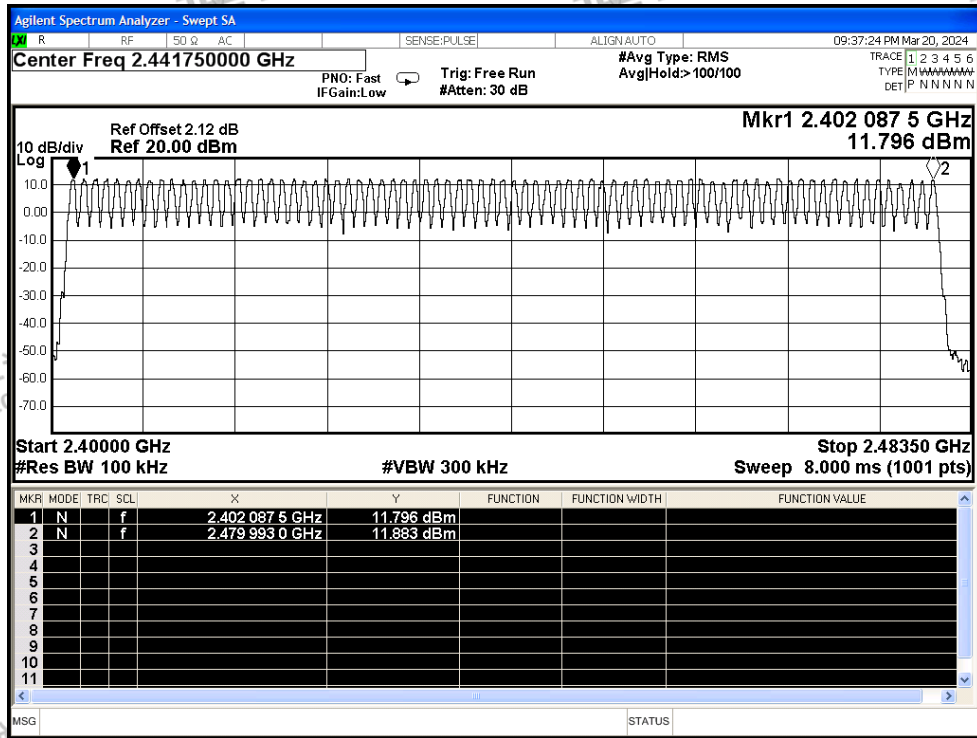 Agilent Spectrum Analyzer - Swept SA
LXI R RF 50 Ω AC SENSE:PULSE ALIGN AUTO 09:37:24 PM Mar 20, 2024
Center Freq 2.441750000 GHz
PNO: Fast
IFGain:Low
Trig: Free Run
#Atten: 30 dB
#Avg Type: RMS
Avg|Hold:>100/100
TRACE 1 2 3 4 5 6
TYPE M
DET P N N N N N
Ref Offset 2.12 dB
10 dB/div Ref 20.00 dBm
Log
Mkr1 2.402 087 5 GHz
11.796 dBm
1
2
10.0
0.00
-10.0
-20.0
-30.0
-40.0
-50.0
-60.0
-70.0
Start 2.40000 GHz Stop 2.48350 GHz
#Res BW 100 kHz #VBW 300 kHz Sweep 8.000 ms (1001 pts)
MKR MODE TRC SCL X Y FUNCTION FUNCTION WIDTH FUNCTION VALUE
1 N f 2.402 087 5 GHz 11.796 dBm
2 N f 2.479 993 0 GHz 11.883 dBm
3
4
5
6
7
8
9
10
11
MSG STATUS